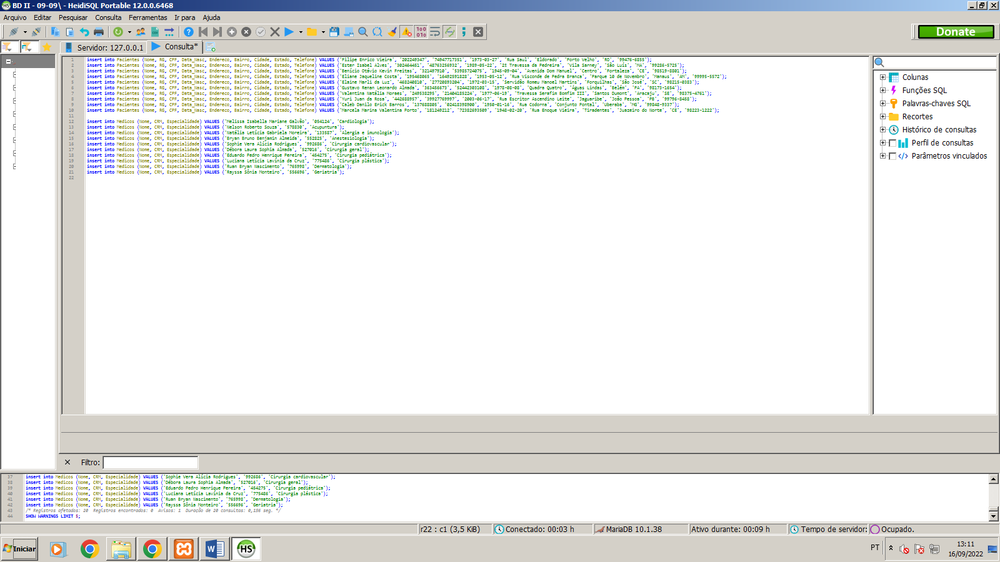 BD II - 09-09\ - HeidiSQL Portable 12.0.0.6468
Arquivo Editar Pesquisar Consulta Ferramentas Ir para Ajuda
Donate
Servidor: 127.0.0.1 Consulta*
1 insert into Pacientes (Nome, RG, CPF, Data_Nasc, Endereco, Bairro, Cidade, Estado, Telefone) VALUES ('Filipe Enrico Vieira', '202249347', '74947717351', '1973-03-27', 'Rua Saul', 'Eldorado', 'Porto Velho', 'RO', '99476-6855');
2 insert into Pacientes (Nome, RG, CPF, Data_Nasc, Endereco, Bairro, Cidade, Estado, Telefone) VALUES ('Ester Isabel Alves', '302464451', '48763256932', '1989-05-22', '2ª Travessa da Pedreira', 'Vila Sarney', 'São Luís', 'MA', '99286-5725');
3 insert into Pacientes (Nome, RG, CPF, Data_Nasc, Endereco, Bairro, Cidade, Estado, Telefone) VALUES ('Benício Otávio Kevin Freitas', '321497910', '53985724075', '1945-09-04', 'Avenida Dom Manuel', 'Centro', 'Fortaleza', 'CE', '98519-8801');
4 insert into Pacientes (Nome, RG, CPF, Data_Nasc, Endereco, Bairro, Cidade, Estado, Telefone) VALUES ('Eliane Jaqueline Costa', '195468065', '16492591828', '1953-05-12', 'Rua Visconde de Pedra Branca', 'Parque 10 de Novembro', 'Manaus', 'AM', '99995-5572');
5 insert into Pacientes (Nome, RG, CPF, Data_Nasc, Endereco, Bairro, Cidade, Estado, Telefone) VALUES ('Elaine Marli da Luz', '468240810', '27720893204', '1972-03-15', 'Servidão Romeu Manoel Martins', 'Forquilhas', 'São José', 'SC', '98215-0383');
6 insert into Pacientes (Nome, RG, CPF, Data_Nasc, Endereco, Bairro, Cidade, Estado, Telefone) VALUES ('Gustavo Renan Leonardo Almada', '363456673', '52442303108', '1978-08-08', 'Quadra Quatro', 'Águas Lindas', 'Belém', 'PA', '98173-1654');
7 insert into Pacientes (Nome, RG, CPF, Data_Nasc, Endereco, Bairro, Cidade, Estado, Telefone) VALUES ('Valentina Natália Moraes', '249538295', '21404185224', '1977-06-19', 'Travessa Serafim Bomfim III', 'Santos Dumont', 'Aracaju', 'SE', '98375-4761');
8 insert into Pacientes (Nome, RG, CPF, Data_Nasc, Endereco, Bairro, Cidade, Estado, Telefone) VALUES ('Yuri Juan da Rosa', '442688957', '39927769997', '2003-06-17', 'Rua Escritor Ascendino Leite', 'Jaguaribe', 'João Pessoa', 'PB', '99796-8458');
9 insert into Pacientes (Nome, RG, CPF, Data_Nasc, Endereco, Bairro, Cidade, Estado, Telefone) VALUES ('Caleb Danilo Erick Barros', '137688805', '02418398900', '1950-01-16', 'Rua Codorna', 'Conjunto Pontal', 'Uberaba', 'MG', '99848-9337');
10 insert into Pacientes (Nome, RG, CPF, Data_Nasc, Endereco, Bairro, Cidade, Estado, Telefone) VALUES ('Marcela Marina Valentina Porto', '181249212', '72382693509', '1948-02-20', 'Rua Enoque Vieira', 'Tiradentes', 'Juazeiro do Norte', 'CE', '98223-1222');
11
12 insert into Medicos (Nome, CRM, Especialidade) VALUES ('Melissa Isabella Mariane Galvão', '054124', 'Cardiologia');
13 insert into Medicos (Nome, CRM, Especialidade) VALUES ('Nelson Roberto Souza', '578830', 'Acupuntura');
14 insert into Medicos (Nome, CRM, Especialidade) VALUES ('Natália Letícia Gabriela Moreira', '133587', 'Alergia e imunologia');
15 insert into Medicos (Nome, CRM, Especialidade) VALUES ('Bryan Bruno Benjamin Almeida', '552825', 'Anestesiologia');
16 insert into Medicos (Nome, CRM, Especialidade) VALUES ('Sophie Vera Alícia Rodrigues', '992686', 'Cirurgia cardiovascular');
17 insert into Medicos (Nome, CRM, Especialidade) VALUES ('Débora Laura Sophia Almada', '527016', 'Cirurgia geral');
18 insert into Medicos (Nome, CRM, Especialidade) VALUES ('Eduardo Pedro Henrique Pereira', '454275', 'Cirurgia pediátrica');
19 insert into Medicos (Nome, CRM, Especialidade) VALUES ('Luciana Letícia Lavínia da Cruz', '775486', 'Cirurgia plástica');
20 insert into Medicos (Nome, CRM, Especialidade) VALUES ('Ruan Bryan Nascimento', '765998', 'Dermatologia');
21 insert into Medicos (Nome, CRM, Especialidade) VALUES ('Rayssa Sônia Monteiro', '556696', 'Geriatria');
22
Colunas
Funções SQL
Palavras-chaves SQL
Recortes
Histórico de consultas
Perfil de consultas
Parâmetros vinculados
Filtro:
37 insert into Medicos (Nome, CRM, Especialidade) VALUES ('Sophie Vera Alícia Rodrigues', '992686', 'Cirurgia cardiovascular');
38 insert into Medicos (Nome, CRM, Especialidade) VALUES ('Débora Laura Sophia Almada', '527016', 'Cirurgia geral');
39 insert into Medicos (Nome, CRM, Especialidade) VALUES ('Eduardo Pedro Henrique Pereira', '454275', 'Cirurgia pediátrica');
40 insert into Medicos (Nome, CRM, Especialidade) VALUES ('Luciana Letícia Lavínia da Cruz', '775486', 'Cirurgia plástica');
41 insert into Medicos (Nome, CRM, Especialidade) VALUES ('Ruan Bryan Nascimento', '765998', 'Dermatologia');
42 insert into Medicos (Nome, CRM, Especialidade) VALUES ('Rayssa Sônia Monteiro', '556696', 'Geriatria');
43 /* Registros afetados: 20 Registros encontrados: 0 Avisos: 1 Duração de 20 consultas: 0,156 seg. */
44 SHOW WARNINGS LIMIT 5;
r22 : c1 (3,5 KiB) Conectado: 00:03 h MariaDB 10.1.38 Ativo durante: 00:09 h Tempo de servidor: Ocupado.
Iniciar
PT
13:11
16/09/2022